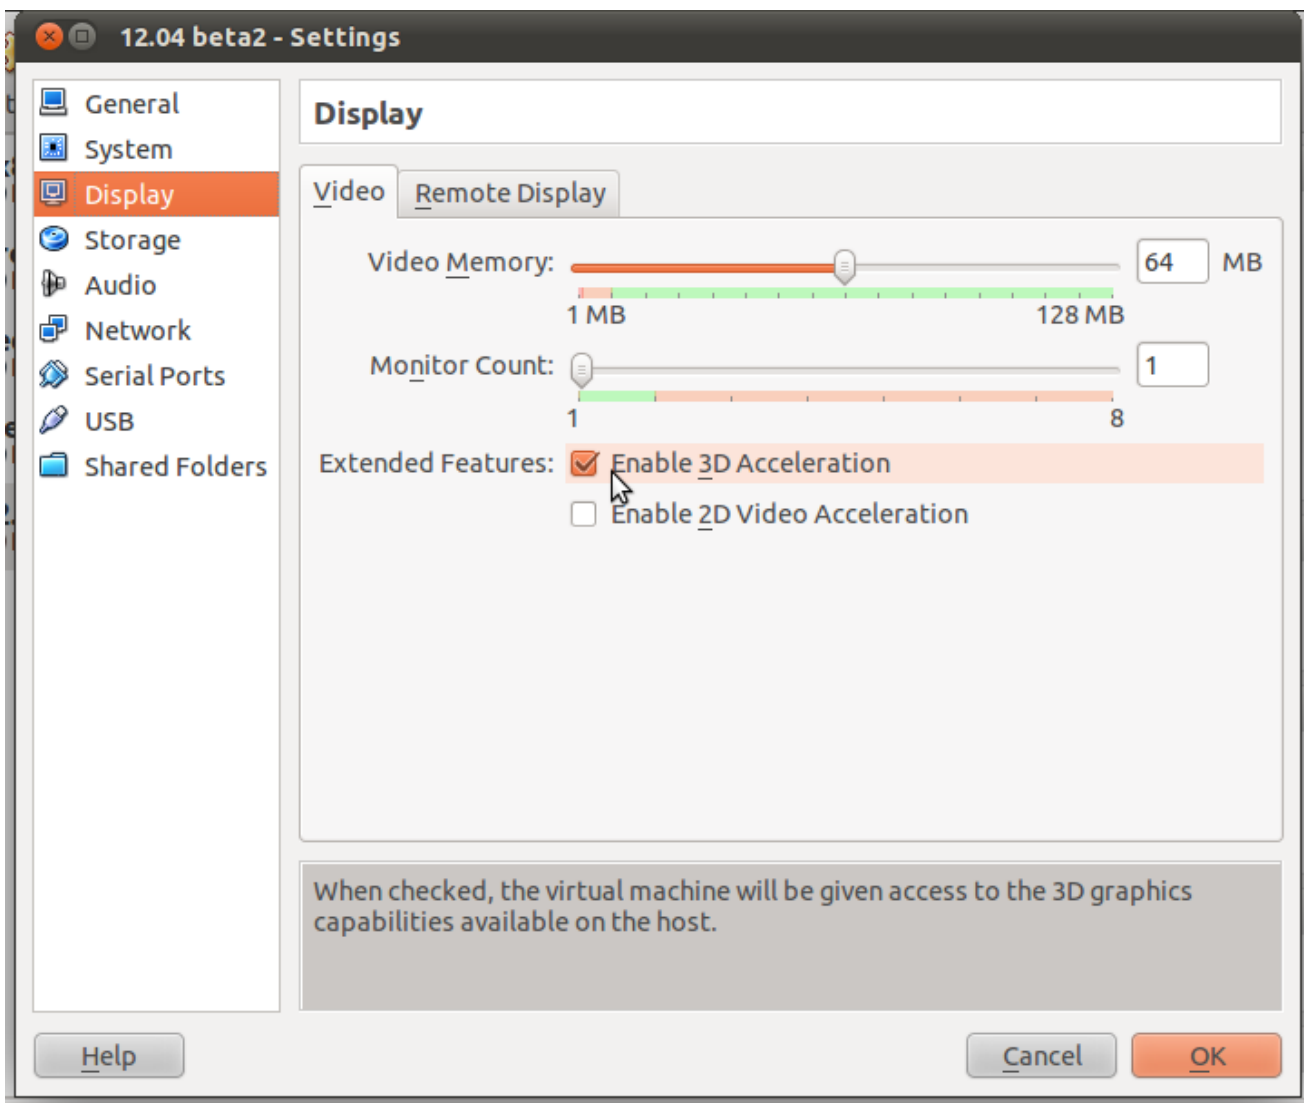 12.04 beta2 - Settings
General
System
Display
Storage
Audio
Network
Serial Ports
USB
Shared Folders
Display
Video
Remote Display
Video Memory: 64 MB
1 MB 128 MB
Monitor Count: 1
1 8
Extended Features: Enable 3D Acceleration
Enable 2D Video Acceleration
When checked, the virtual machine will be given access to the 3D graphics
capabilities available on the host.
Help Cancel OK